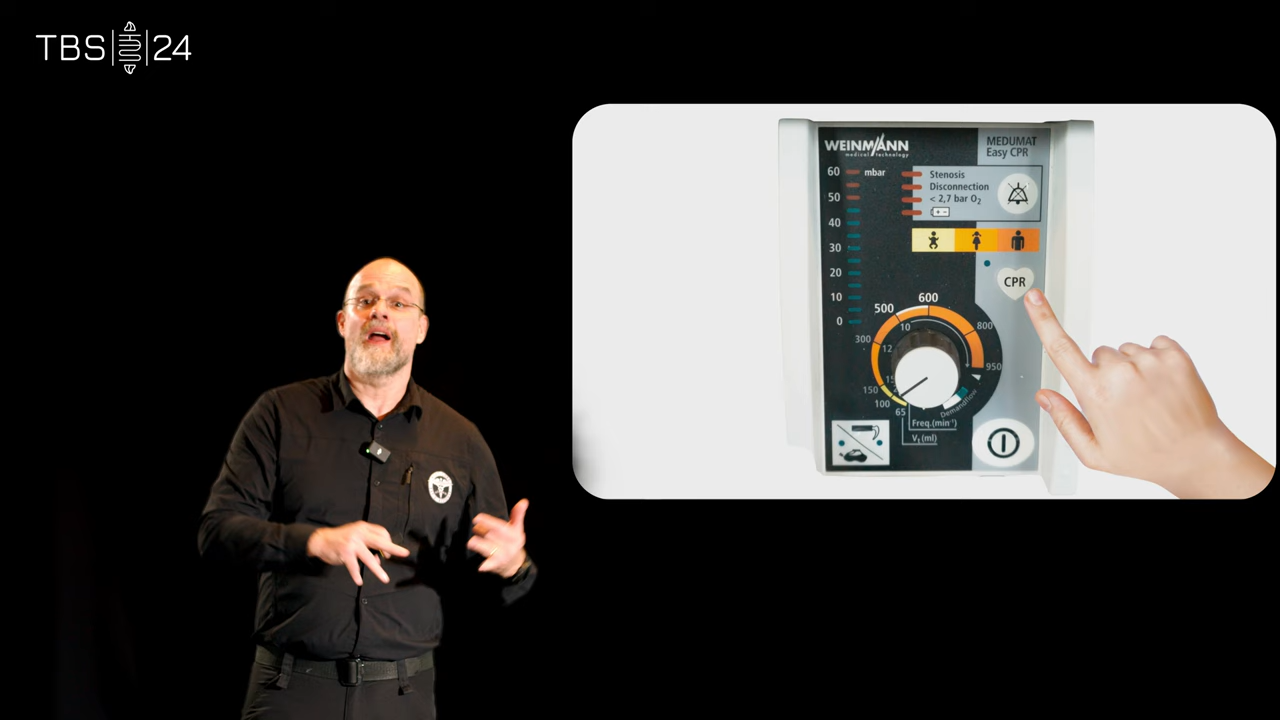 TBS 24
WEINMANN
medical technology
MEDUMAT
Easy CPR
60 mbar
50
40
30
20
10
0
Stenosis
Disconnection
< 2,7 bar O₂
CPR
600
500
800
300
950
150
100
65
10
12
Demandflow
Freq.(min⁻¹)
Vₜ(ml)